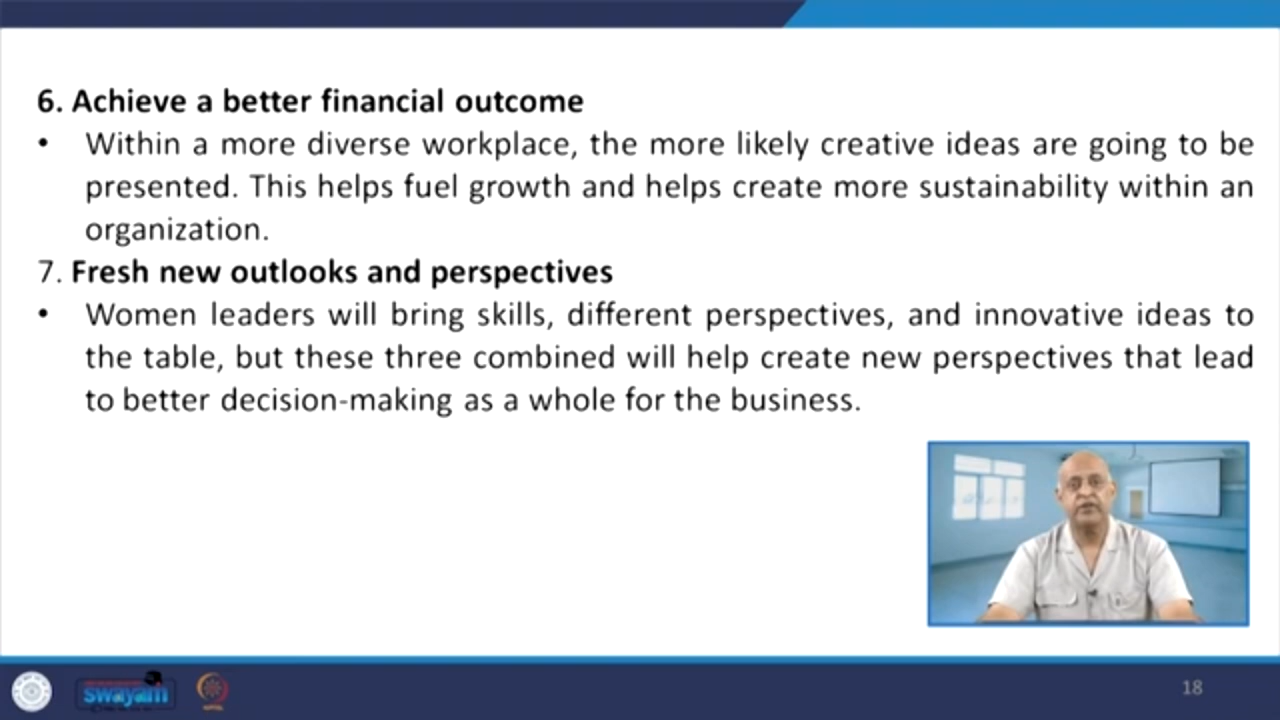 6. Achieve a better financial outcome
• Within a more diverse workplace, the more likely creative ideas are going to be
presented. This helps fuel growth and helps create more sustainability within an
organization.
7. Fresh new outlooks and perspectives
• Women leaders will bring skills, different perspectives, and innovative ideas to
the table, but these three combined will help create new perspectives that lead
to better decision-making as a whole for the business.
swayam
18